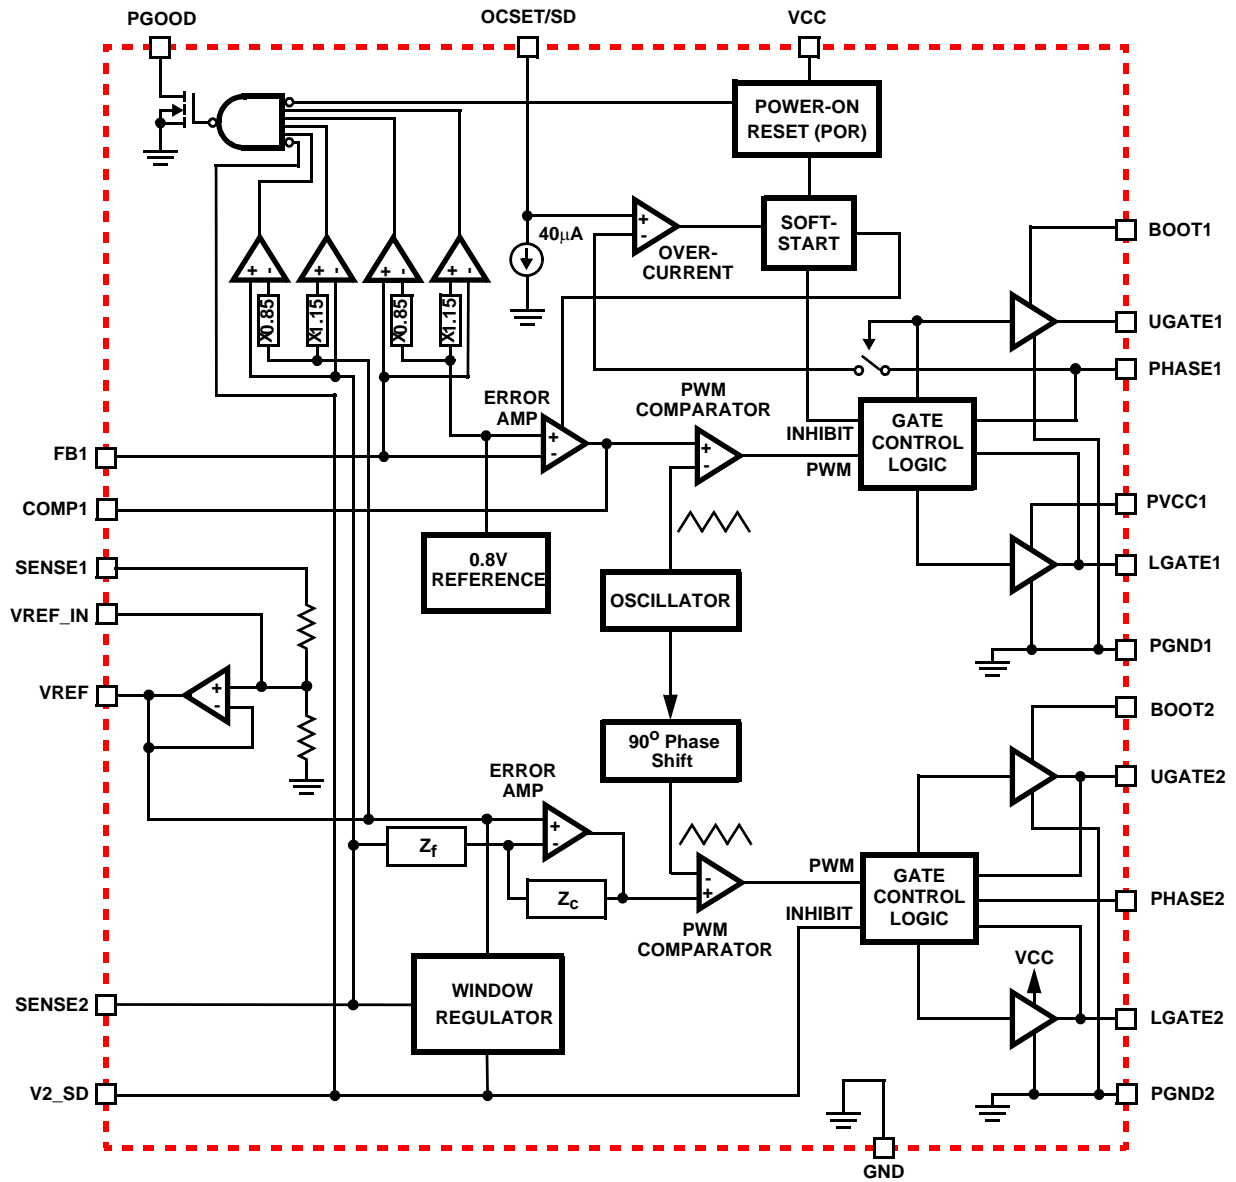 PGOOD
OCSET/SD
VCC
POWER-ON
RESET (POR)
SOFT-
START
+
-
OVER-
CURRENT
40µA
BOOT1
+ -
+ -
+ -
+ -
X0.85
X1.15
X0.85
X1.15
UGATE1
PHASE1
ERROR
AMP
PWM
COMPARATOR
+
-
+
-
INHIBIT
PWM
GATE
CONTROL
LOGIC
FB1
COMP1
PVCC1
0.8V
REFERENCE
SENSE1
LGATE1
OSCILLATOR
VREF_IN
PGND1
VREF
+
-
BOOT2
90° Phase
Shift
ERROR
AMP
UGATE2
+
-
Zf
Zc
-
+
PWM
INHIBIT
GATE
CONTROL
LOGIC
PHASE2
PWM
COMPARATOR
VCC
WINDOW
REGULATOR
SENSE2
LGATE2
V2_SD
PGND2
GND